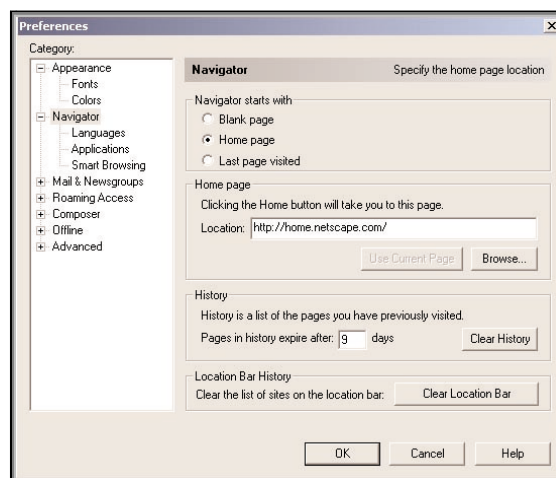 Preferences
Category:
Appearance
Fonts
Colors
Navigator
Languages
Applications
Smart Browsing
Mail & Newsgroups
Roaming Access
Composer
Offline
Advanced
Navigator Specify the home page location
Navigator starts with
Blank page
Home page
Last page visited
Home page
Clicking the Home button will take you to this page.
Location: http://home.netscape.com/
Use Current Page Browse...
History
History is a list of the pages you have previously visited.
Pages in history expire after: 9 days Clear History
Location Bar History
Clear the list of sites on the location bar: Clear Location Bar
OK Cancel Help